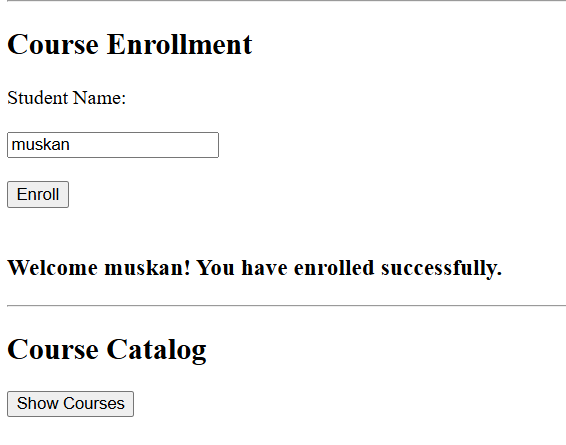 Course Enrollment
Student Name:
muskan
Enroll
Welcome muskan! You have enrolled successfully.
Course Catalog
Show Courses